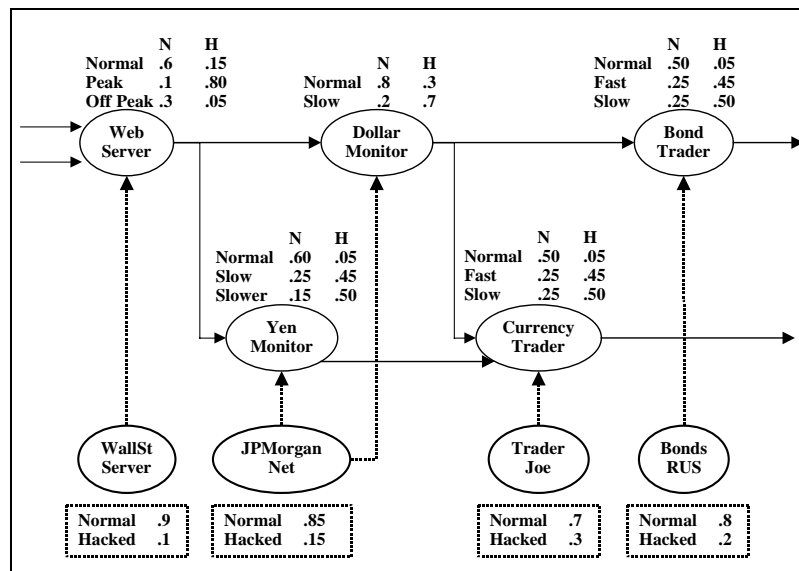 N H
Normal .6 .15
Peak .1 .80
Off Peak .3 .05
Web
Server
N H
Normal .8 .3
Slow .2 .7
Dollar
Monitor
N H
Normal .50 .05
Fast .25 .45
Slow .25 .50
Bond
Trader
N H
Normal .60 .05
Slow .25 .45
Slower .15 .50
Yen
Monitor
N H
Normal .50 .05
Fast .25 .45
Slow .25 .50
Currency
Trader
WallSt
Server
JPMorgan
Net
Trader
Joe
Bonds
RUS
Normal .9
Hacked .1
Normal .85
Hacked .15
Normal .7
Hacked .3
Normal .8
Hacked .2